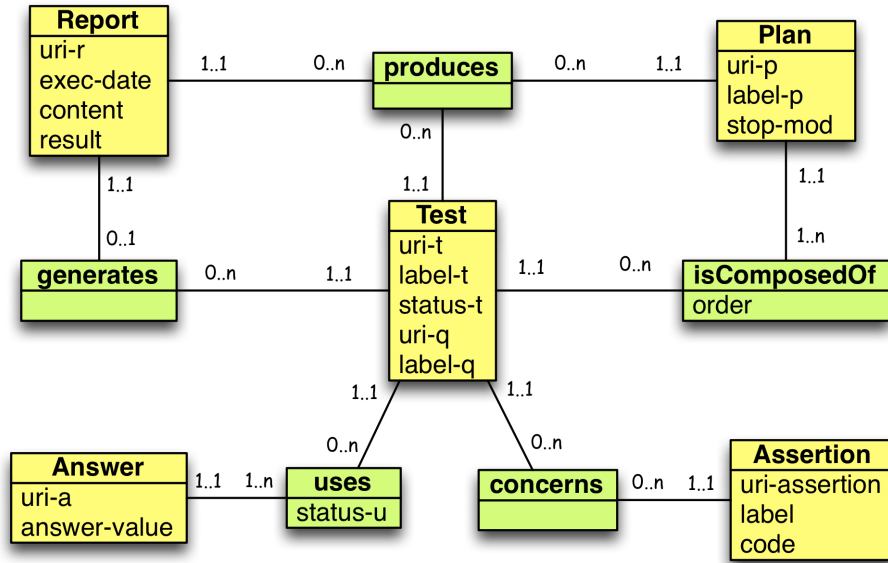 Report
uri-r
exec-date
content
result
1..1
0..n
produces
0..n
1..1
Plan
uri-p
label-p
stop-mod
0..n
1..1
1..1
0..1
1..1
1..n
generates
0..n
1..1
Test
uri-t
label-t
status-t
uri-q
label-q
1..1
0..n
isComposedOf
order
1..1
0..n
1..1
0..n
Answer
uri-a
answer-value
1..1
1..n
uses
status-u
concerns
0..n
1..1
Assertion
uri-assertion
label
code